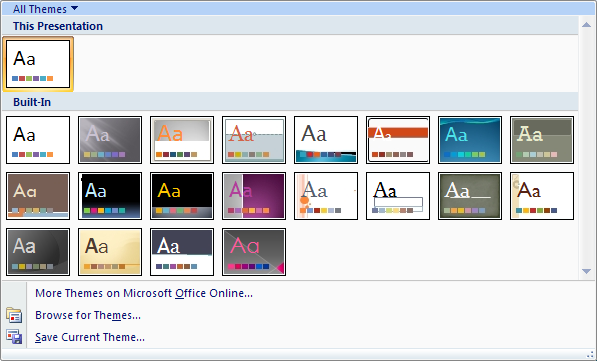 All Themes
This Presentation
Aa
Built-In
Aa Aa Aa Aa Aa Aa Aa Aa
Aa Aa Aa Aa Aa Aa Aa Aa
Aa Aa Aa Aa
More Themes on Microsoft Office Online...
Browse for Themes...
Save Current Theme...